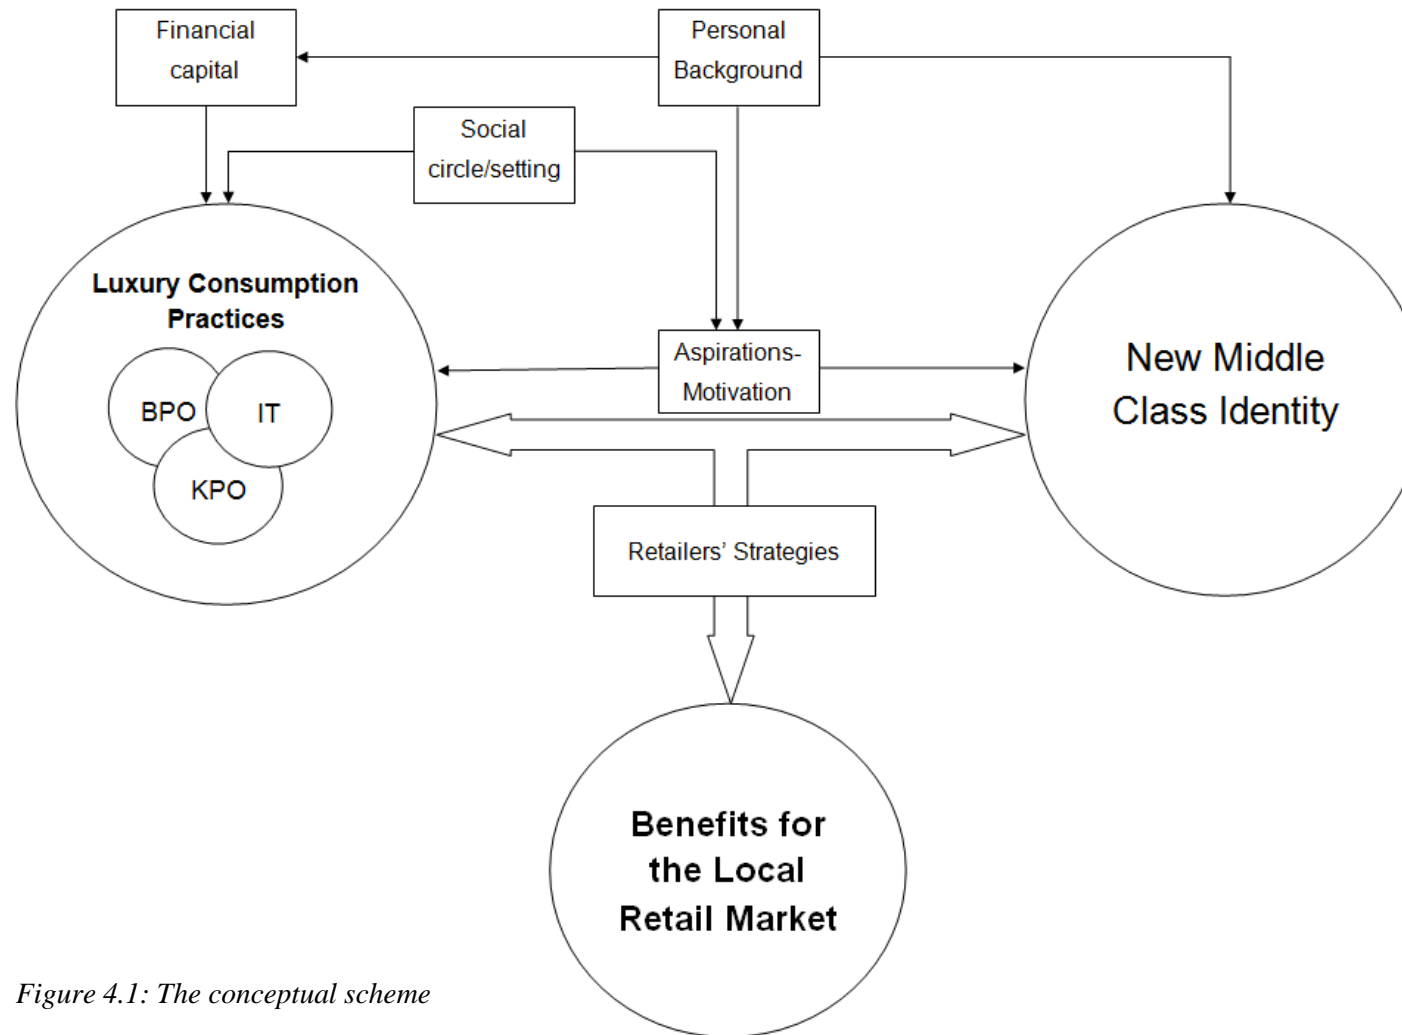 Financial
capital
Personal
Background
Social
circle/setting
Luxury Consumption
Practices
BPO
IT
KPO
Aspirations-
Motivation
New Middle
Class Identity
Retailers’ Strategies
Benefits for
the Local
Retail Market
Figure 4.1: The conceptual scheme